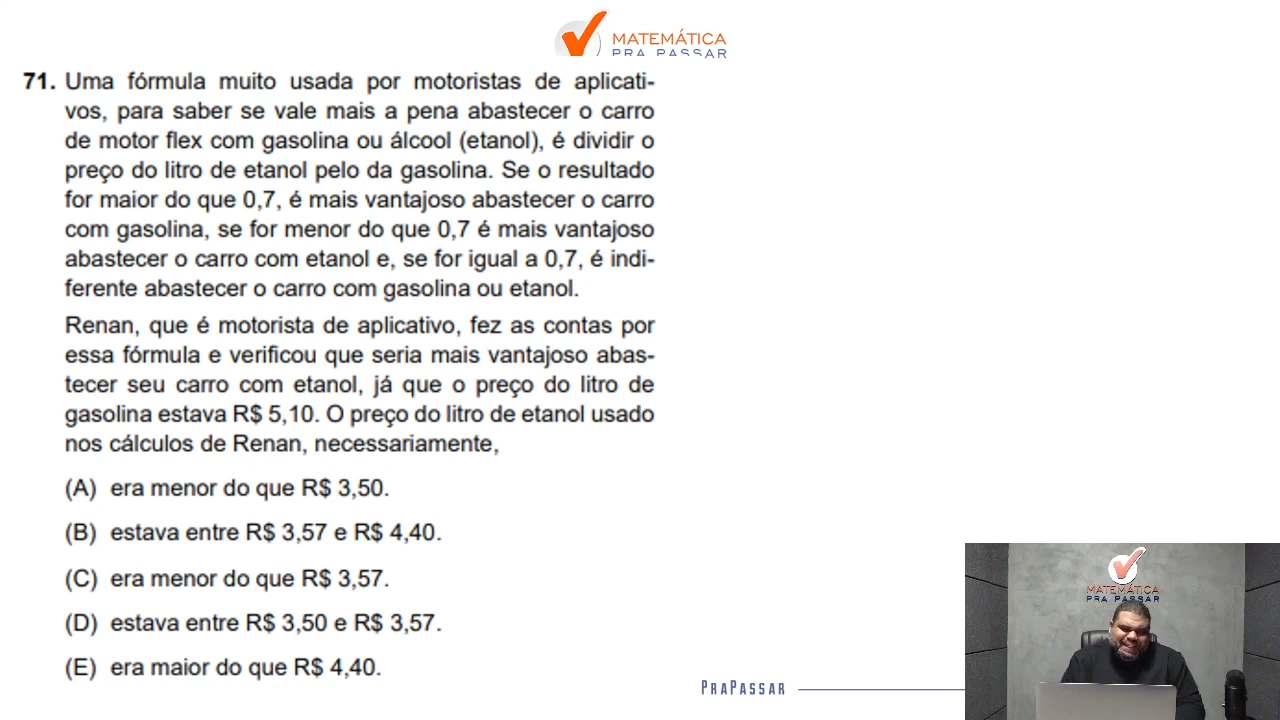 MATEMÁTICA
PRA PASSAR
71. Uma fórmula muito usada por motoristas de aplicati-
vos, para saber se vale mais a pena abastecer o carro
de motor flex com gasolina ou álcool (etanol), é dividir o
preço do litro de etanol pelo da gasolina. Se o resultado
for maior do que 0,7, é mais vantajoso abastecer o carro
com gasolina, se for menor do que 0,7 é mais vantajoso
abastecer o carro com etanol e, se for igual a 0,7, é indi-
ferente abastecer o carro com gasolina ou etanol.
Renan, que é motorista de aplicativo, fez as contas por
essa fórmula e verificou que seria mais vantajoso abas-
tecer seu carro com etanol, já que o preço do litro de
gasolina estava R$ 5,10. O preço do litro de etanol usado
nos cálculos de Renan, necessariamente,
(A) era menor do que R$ 3,50.
(B) estava entre R$ 3,57 e R$ 4,40.
(C) era menor do que R$ 3,57.
(D) estava entre R$ 3,50 e R$ 3,57.
(E) era maior do que R$ 4,40.
PRAPASSAR
MATEMÁTICA
PRA PASSAR